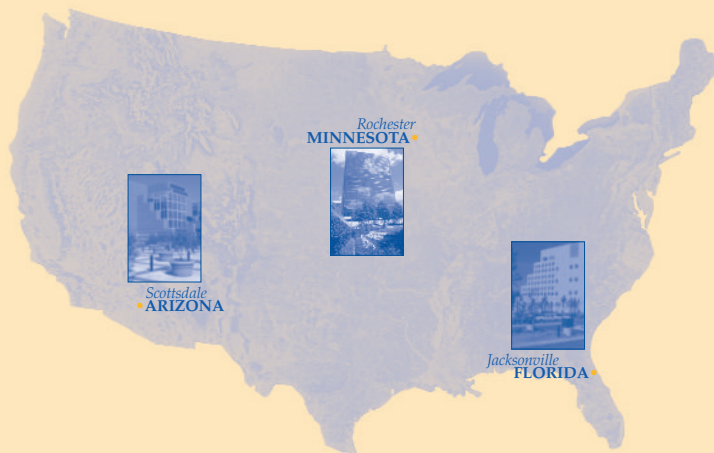 Rochester
MINNESOTA
Scottsdale
ARIZONA
Jacksonville
FLORIDA